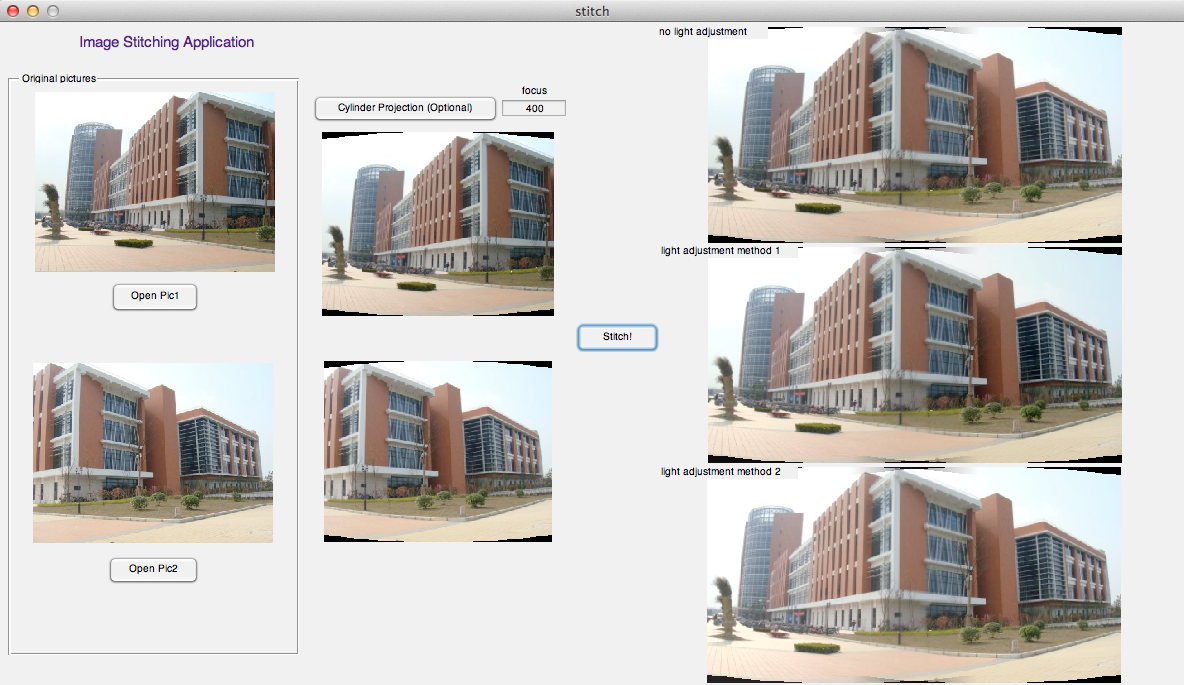 stitch
Image Stitching Application
Original pictures
Open Pic1
Open Pic2
Cylinder Projection (Optional)
focus
400
Stitch!
no light adjustment
light adjustment method 1
light adjustment method 2